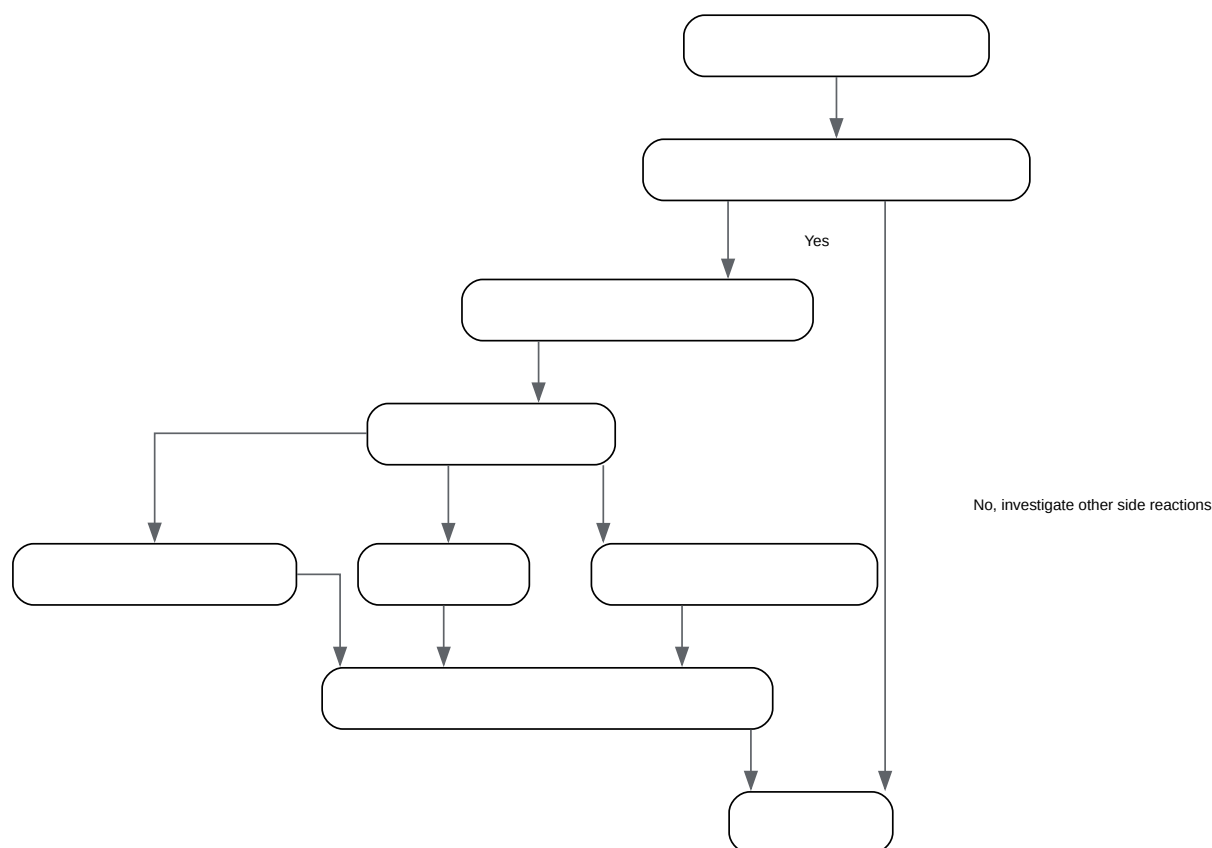 Yes
No, investigate other side reactions